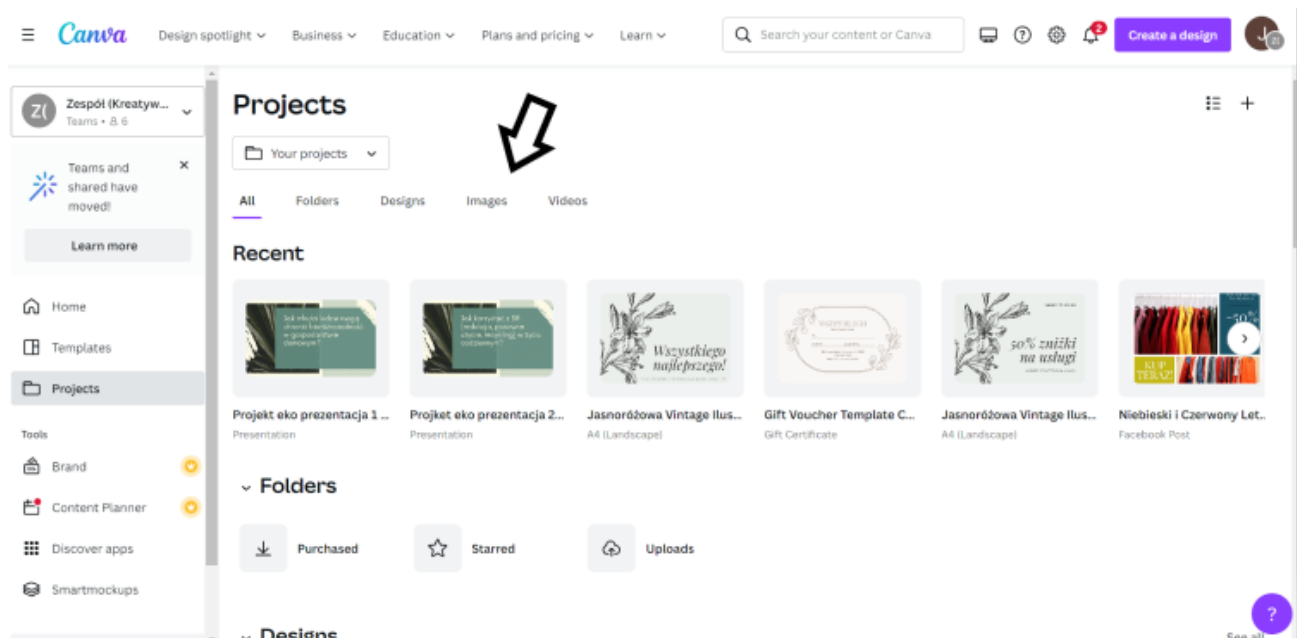 Canva
Design spotlight
Business
Education
Plans and pricing
Learn
Search your content or Canva
2
Create a design
J
Z(
Z(
Zespół (Kreatyw...
Teams • 6
Teams and
shared have
moved!
Learn more
Home
Templates
Projects
Tools
Brand
Content Planner
Discover apps
Smartmockups
Projects
Your projects
All
Folders
Designs
Images
Videos
Recent
Wszystkiego
najlepszego!
50% zniżki
na usługi
-50%
KUP
TERAZ!
Projekt eko prezentacja 1 ...
Presentation
Projket eko prezentacja 2...
Presentation
Jasnoróżowa Vintage Ilus...
A4 (Landscape)
Gift Voucher Template C...
Gift Certificate
Jasnoróżowa Vintage Ilus...
A4 (Landscape)
Niebieski i Czerwony Let..
Facebook Post
Folders
Purchased
Starred
Uploads
Designs
See all
?